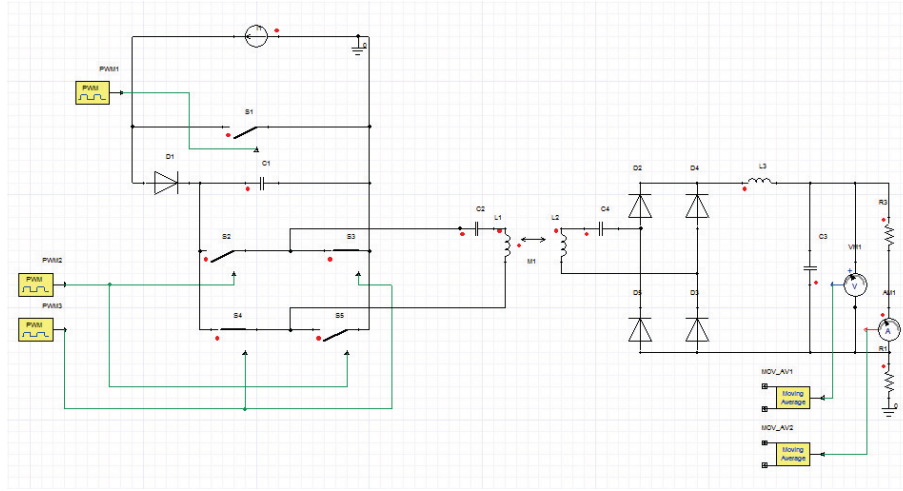 I1
0
PWM1
PWM
S1
D1
C1
D2
D4
L3
C2
L1
L2
C4
R3
S2
S3
C3
VM1
M1
PWM2
PWM
V
PWM3
PWM
S4
S5
D5
D3
AM1
A
R1
MOV_AV1
Moving
Average
0
MOV_AV2
Moving
Average